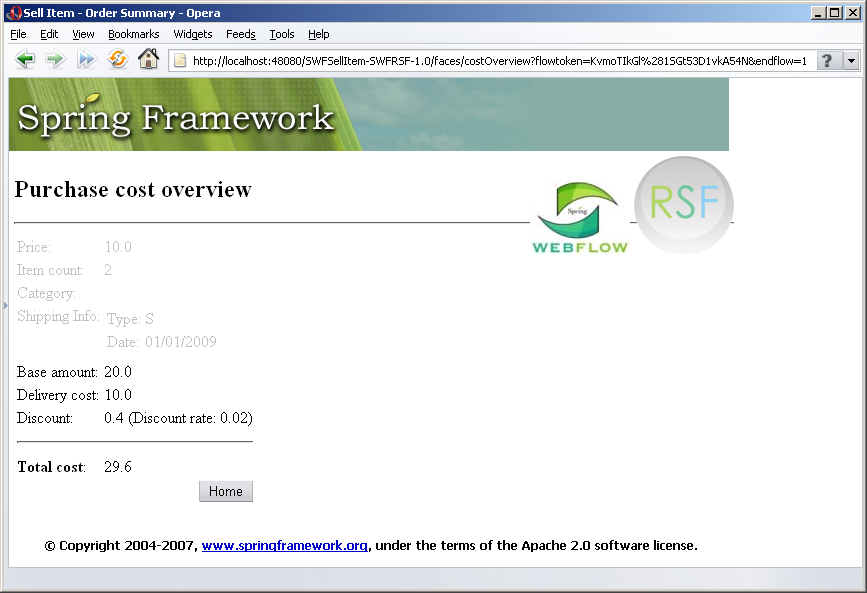 Sell Item - Order Summary - Opera
File Edit View Bookmarks Widgets Feeds Tools Help
http://localhost:48080/SWFSellItem-SWFRSF-1.0/faces/costOverview?flowtoken=KvmoTIkGl%281SGt53D1vkA54N&endflow=1 ?
Spring Framework
Purchase cost overview
Spring
WEBFLOW
RSF
Price: 10.0
Item count: 2
Category:
Shipping Info: Type: S
Date: 01/01/2009
Base amount: 20.0
Delivery cost: 10.0
Discount: 0.4 (Discount rate: 0.02)
Total cost: 29.6
Home
© Copyright 2004-2007, www.springframework.org, under the terms of the Apache 2.0 software license.